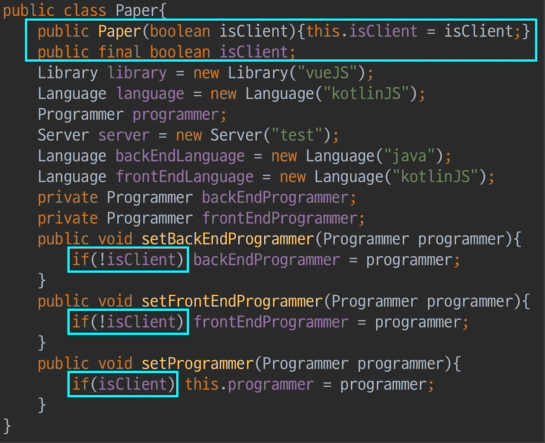 public class Paper{
    public Paper(boolean isClient){this.isClient = isClient;}
    public final boolean isClient;
    Library library = new Library("vueJS");
    Language language = new Language("kotlinJS");
    Programmer programmer;
    Server server = new Server("test");
    Language backEndLanguage = new Language("java");
    Language frontEndLanguage = new Language("kotlinJS");
    private Programmer backEndProgrammer;
    private Programmer frontEndProgrammer;
    public void setBackEndProgrammer(Programmer programmer){
        if(!isClient) backEndProgrammer = programmer;
    }
    public void setFrontEndProgrammer(Programmer programmer){
        if(!isClient) frontEndProgrammer = programmer;
    }
    public void setProgrammer(Programmer programmer){
        if(isClient) this.programmer = programmer;
    }
}